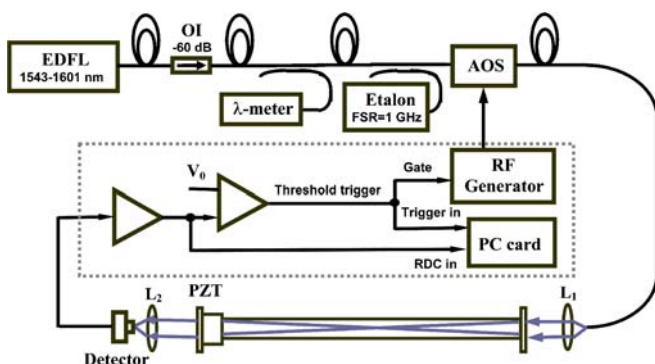 OI
-60 dB
EDFL
1543-1601 nm
AOS
λ-meter
Etalon
FSR=1 GHz
V0
Threshold trigger
Gate
RF
Generator
Trigger in
PC card
RDC in
PZT
L2
L1
Detector